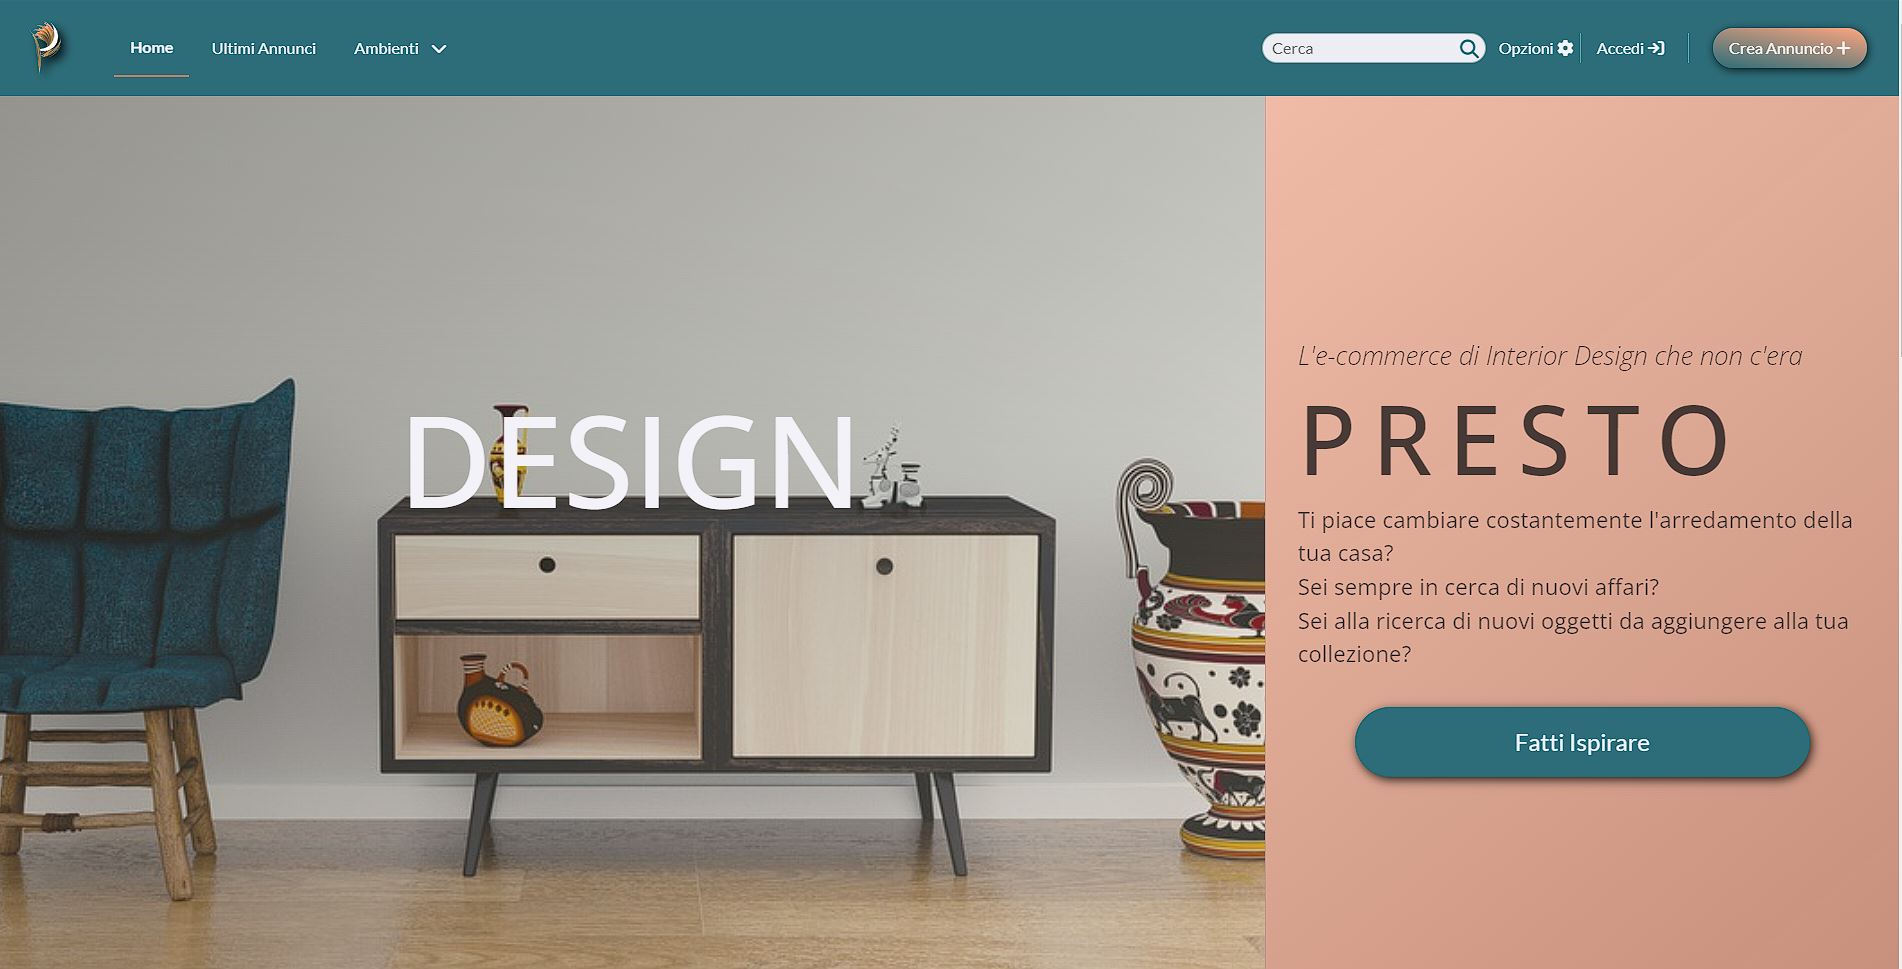 Home
Ultimi Annunci
Ambienti
Cerca
Opzioni
Accedi
Crea Annuncio
DESIGN
L'e-commerce di Interior Design che non c'era
PRESTO
Ti piace cambiare costantemente l'arredamento della
tua casa?
Sei sempre in cerca di nuovi affari?
Sei alla ricerca di nuovi oggetti da aggiungere alla tua
collezione?
Fatti Ispirare